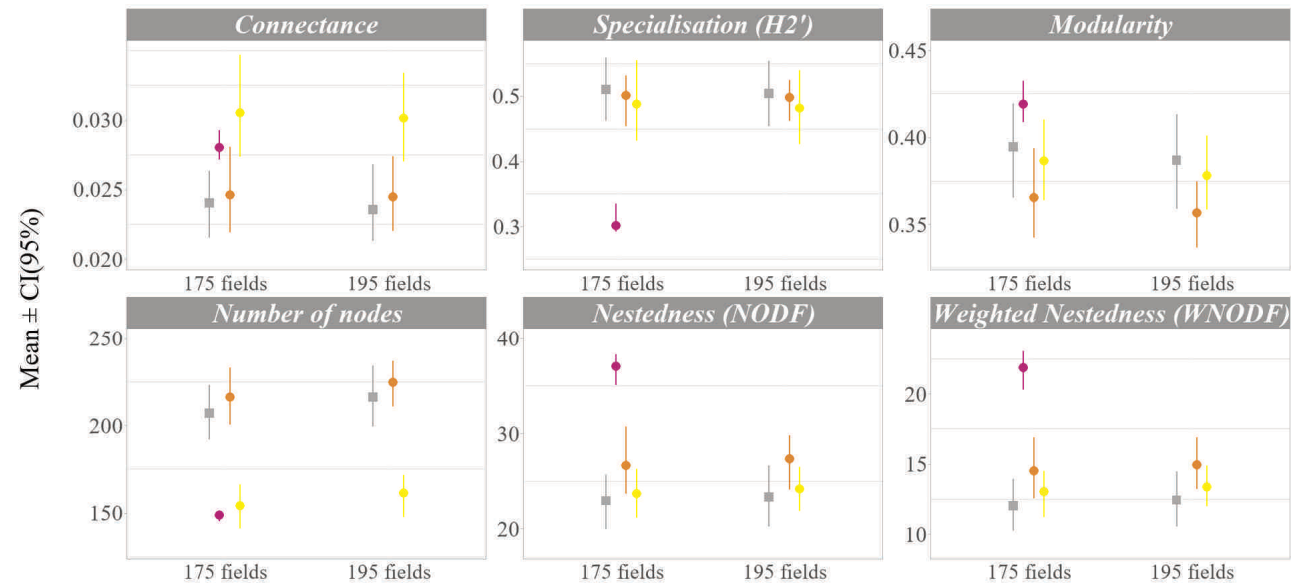 Connectance
Specialisation (H2')
Modularity
0.030
0.025
0.020
0.5
0.4
0.3
0.45
0.40
0.35
175 fields
195 fields
175 fields
195 fields
175 fields
195 fields
Mean ± CI(95%)
Number of nodes
Nestedness (NODF)
Weighted Nestedness (WNODF)
250
200
150
40
30
20
20
15
10
175 fields
195 fields
175 fields
195 fields
175 fields
195 fields